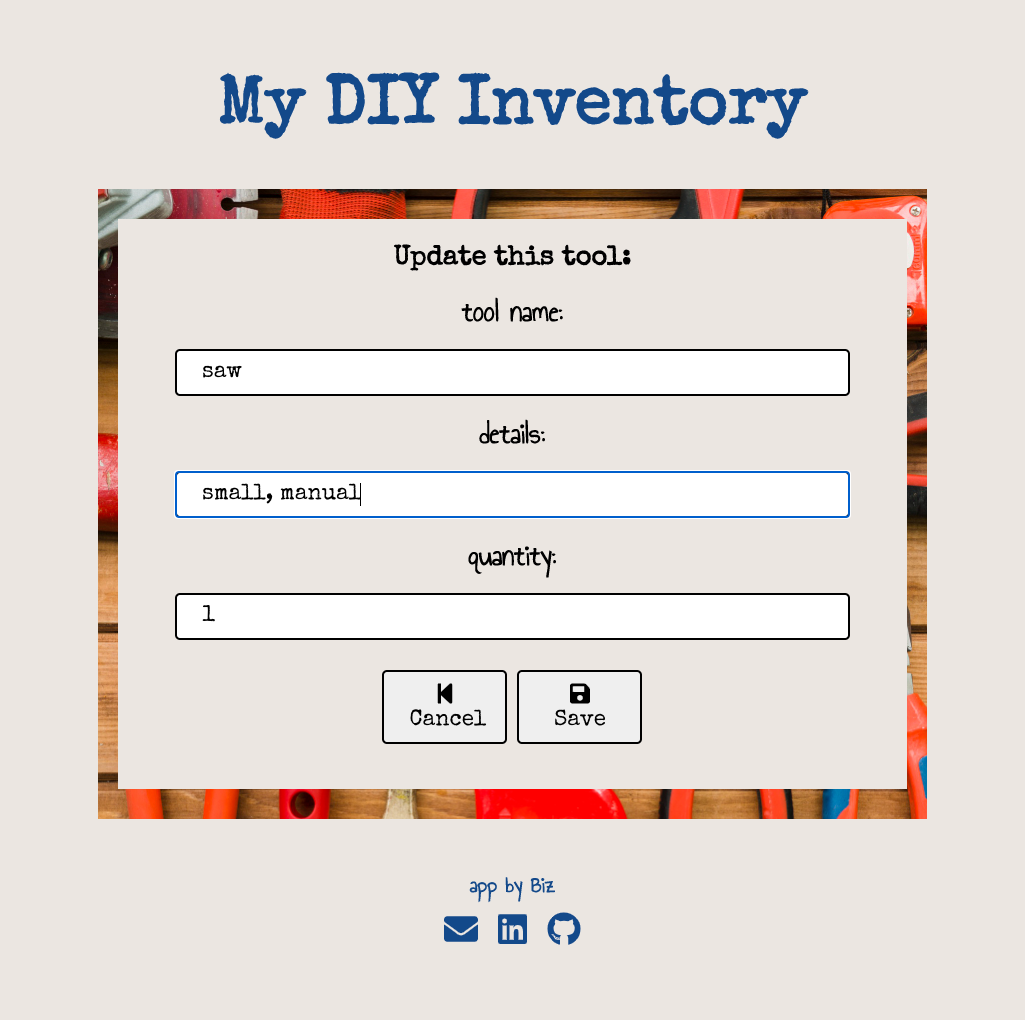 My DIY Inventory
Update this tool:
tool name:
saw
details:
small, manual
quantity:
1
Cancel
Save
app by Biz
in